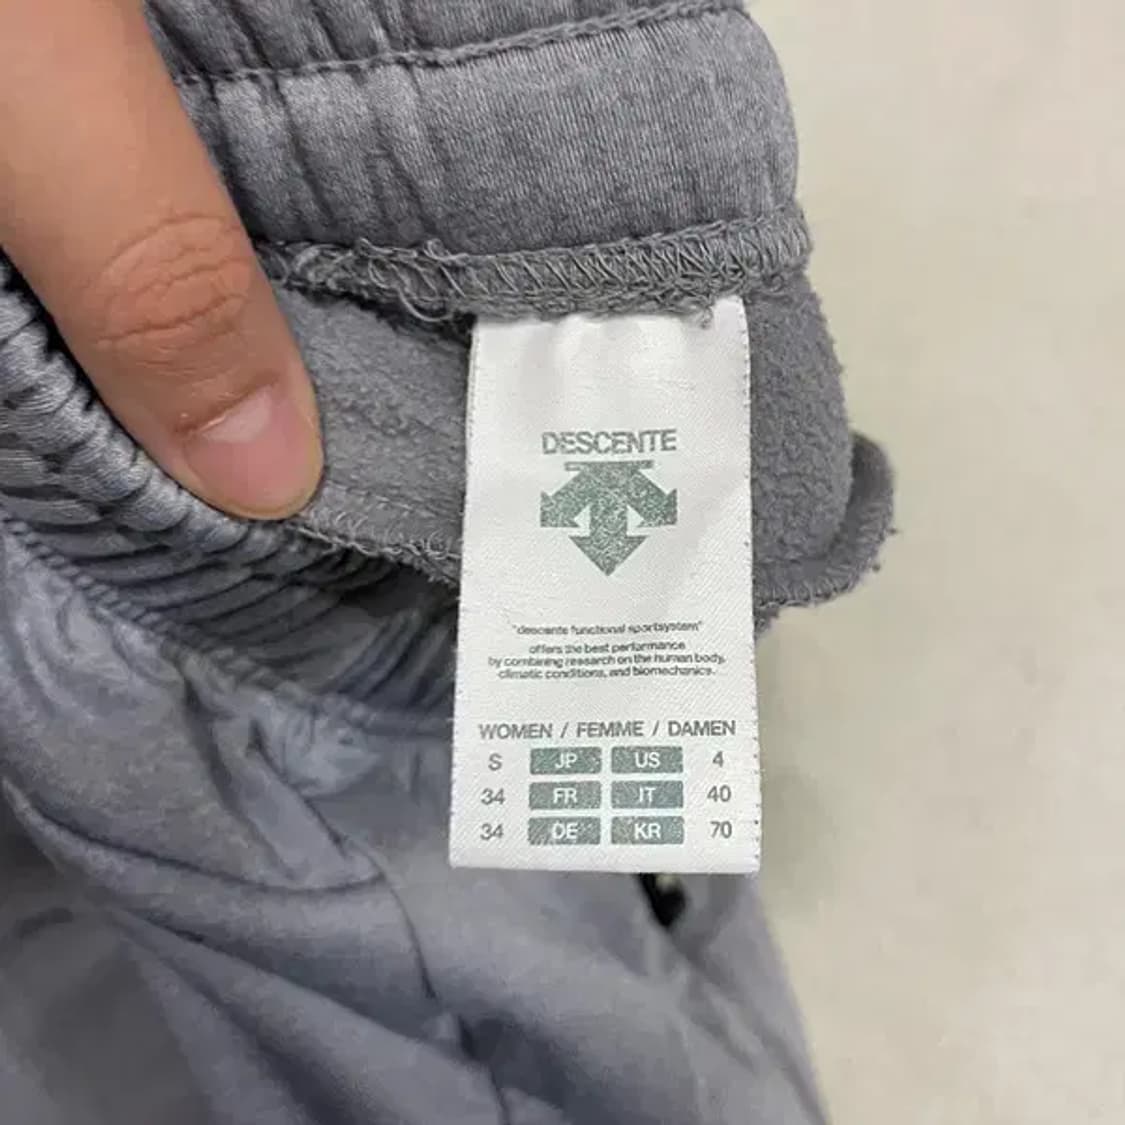 DESCENTE
"descente functional sportsystem"
offers the best performance
by combining research on the human body,
climatic conditions, and biomechanics.
WOMEN / FEMME / DAMEN
S JP US 4
34 FR IT 40
34 DE KR 70